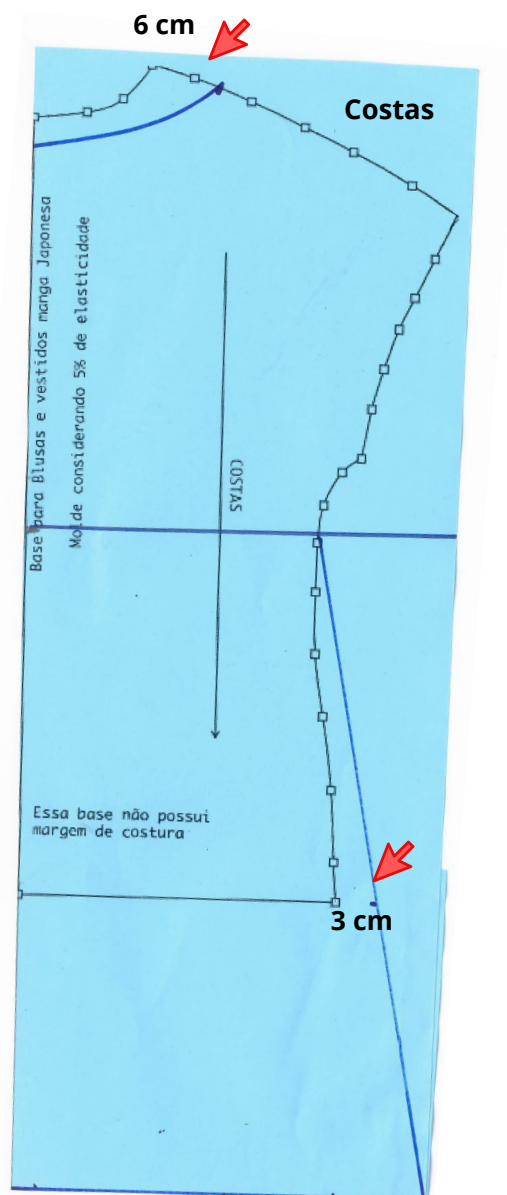 6 cm
Costas
Base para Blusas e vestidos manga Japonesa
Molde considerando 5% de elasticidade
COSTAS
Essa base não possui
margem de costura
3 cm